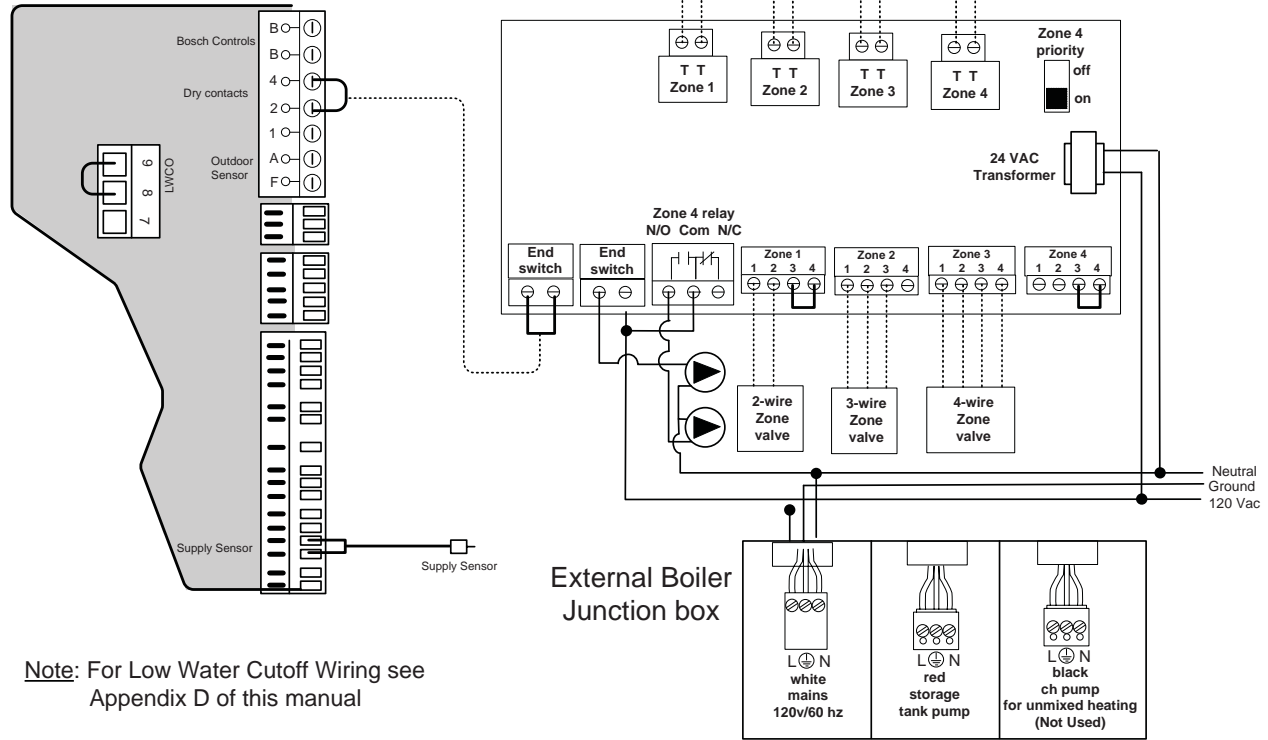 B
Bosch Controls
B
4
Dry contacts
2
1
Outdoor
Sensor
A
F
9
8
7
LWCO
Supply Sensor
Supply Sensor
Note: For Low Water Cutoff Wiring see
Appendix D of this manual
T T
Zone 1
T T
Zone 2
T T
Zone 3
T T
Zone 4
Zone 4
priority
off
on
24 VAC
Transformer
End
switch
End
switch
Zone 4 relay
N/O Com N/C
Zone 1
1 2 3 4
Zone 2
1 2 3 4
Zone 3
1 2 3 4
Zone 4
1 2 3 4
2-wire
Zone
valve
3-wire
Zone
valve
4-wire
Zone
valve
Neutral
Ground
120 Vac
External Boiler
Junction box
L N
white
mains
120v/60 hz
L N
red
storage
tank pump
L N
black
ch pump
for unmixed heating
(Not Used)